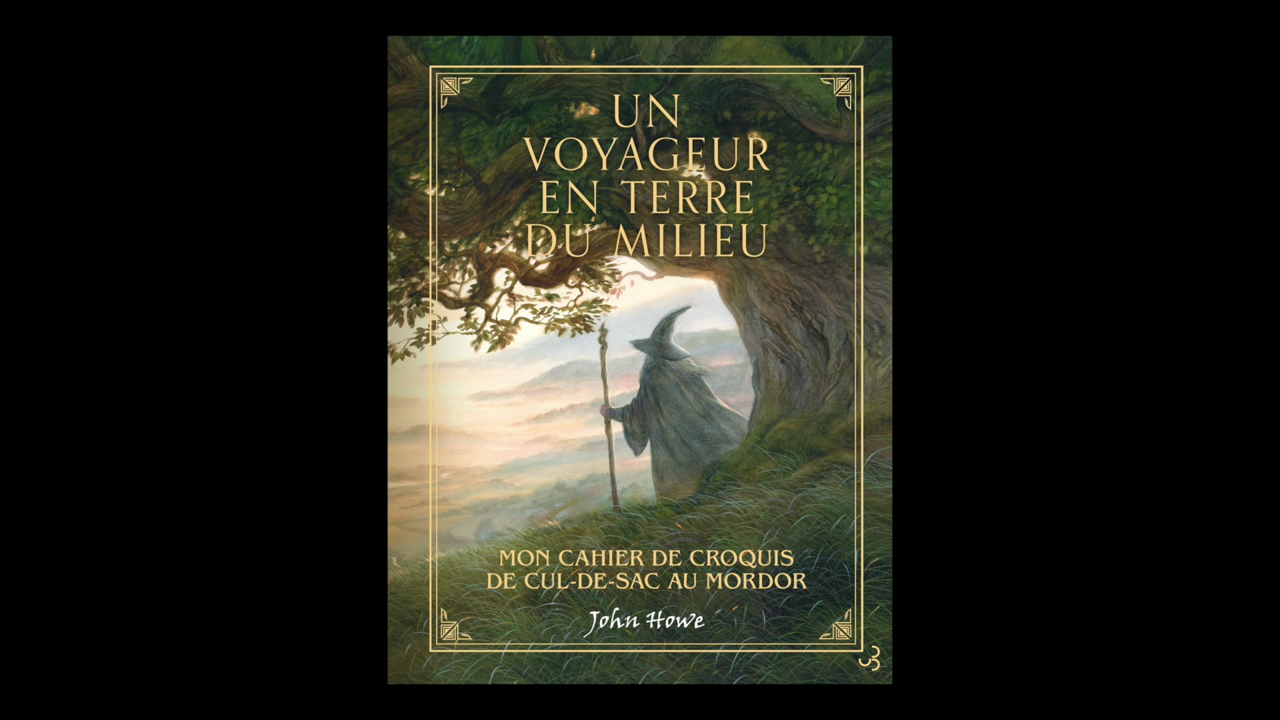 UN
VOYAGEUR
EN TERRE
DU MILIEU
MON CAHIER DE CROQUIS
DE CUL-DE-SAC AU MORDOR
John Howe